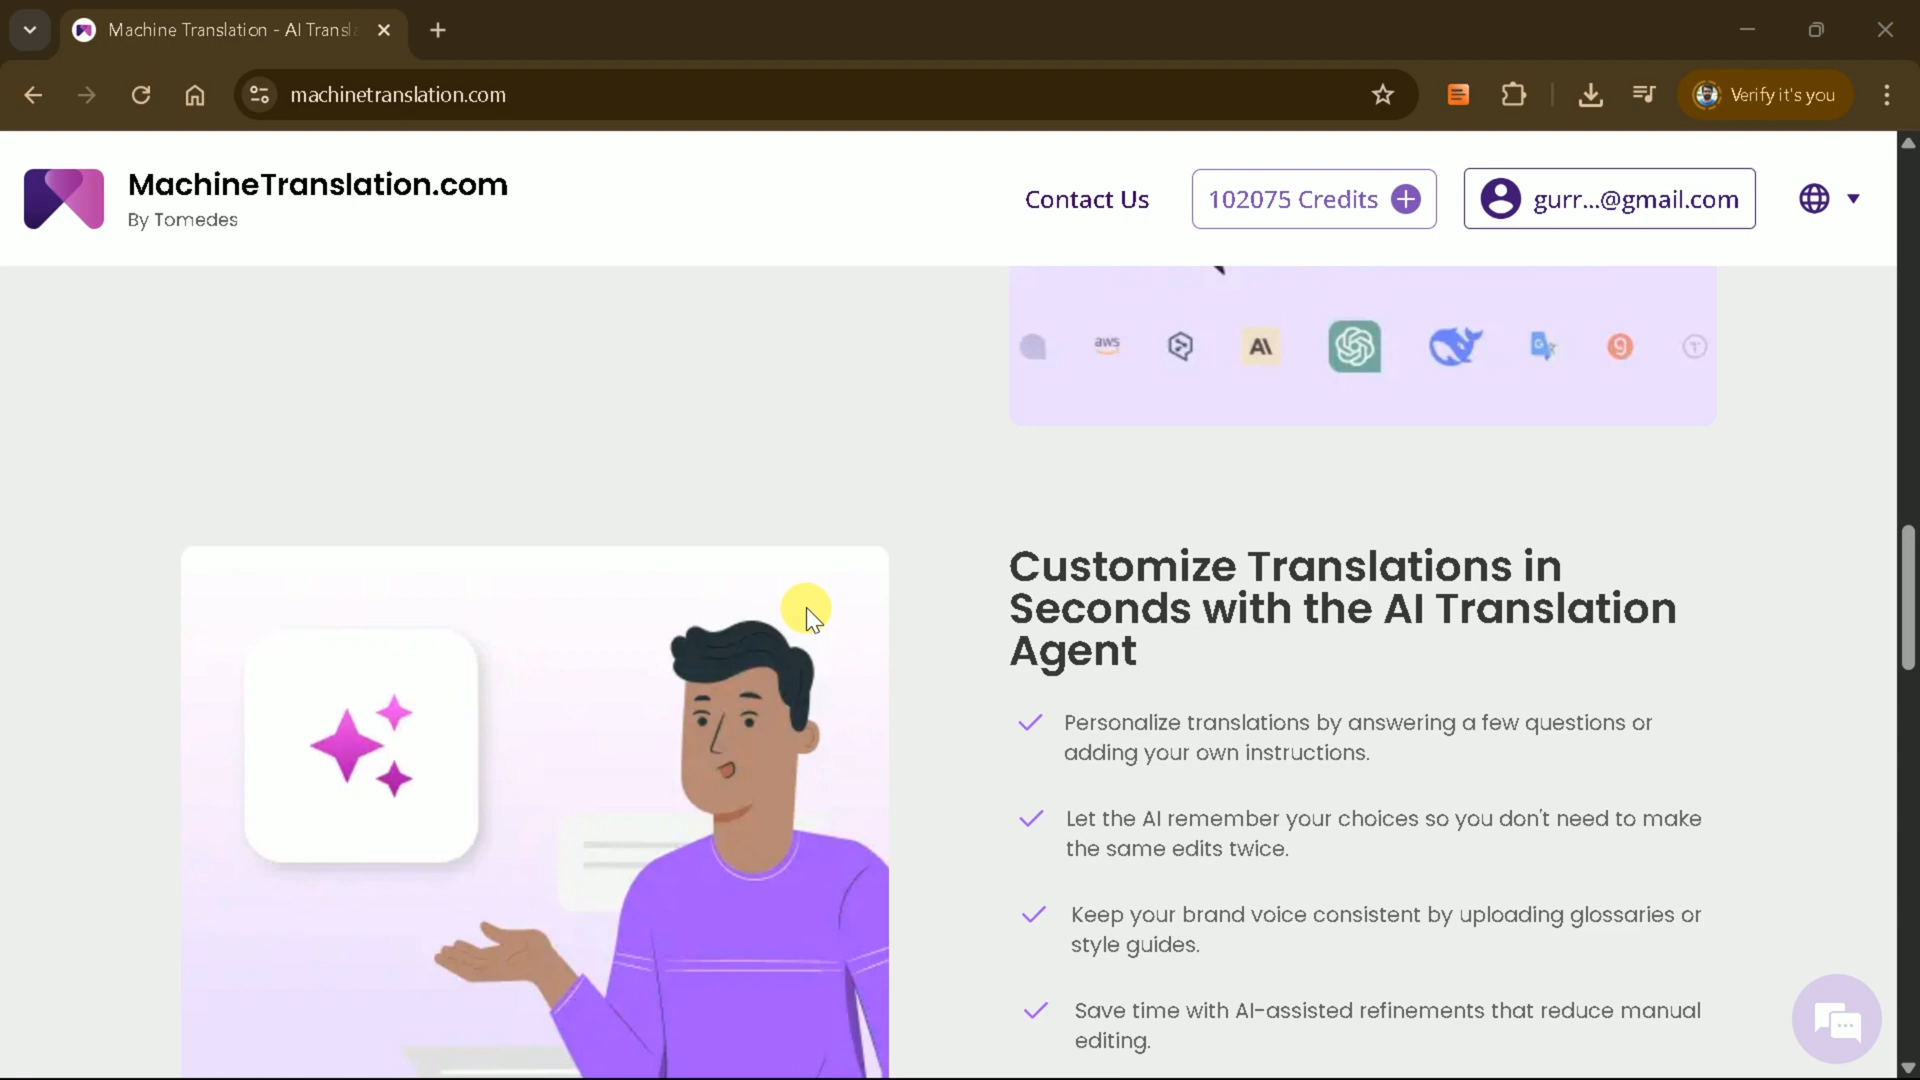 Machine Translation - AI Transl
machinetranslation.com
Verify it's you
MachineTranslation.com
By Tomedes
Contact Us
102075 Credits
gurr...@gmail.com
aws
Customize Translations in
Seconds with the AI Translation
Agent
Personalize translations by answering a few questions or
adding your own instructions.
Let the AI remember your choices so you don't need to make
the same edits twice.
Keep your brand voice consistent by uploading glossaries or
style guides.
Save time with AI-assisted refinements that reduce manual
editing.